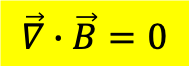 ∇⃗ · B⃗ = 0